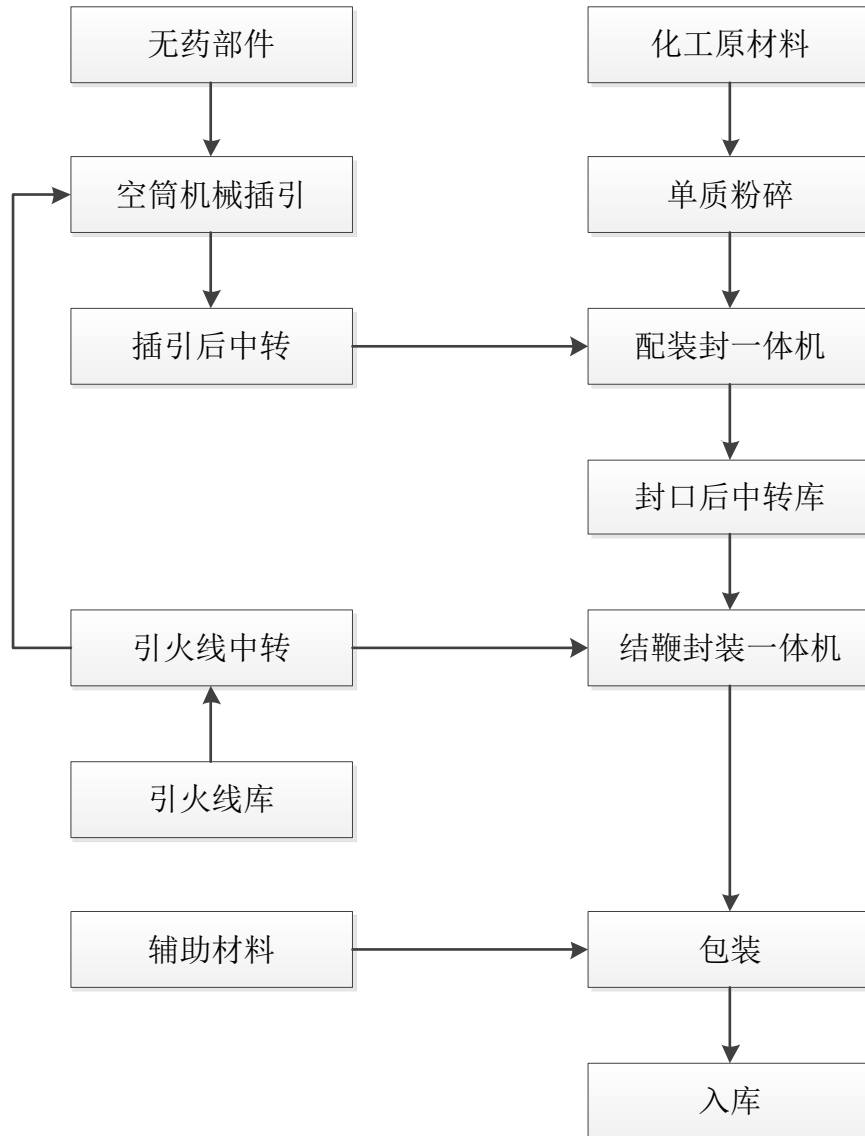 无药部件
化工原材料
空筒机械插引
单质粉碎
插引后中转
配装封一体机
封口后中转库
引火线中转
结鞭封装一体机
引火线库
辅助材料
包装
入库